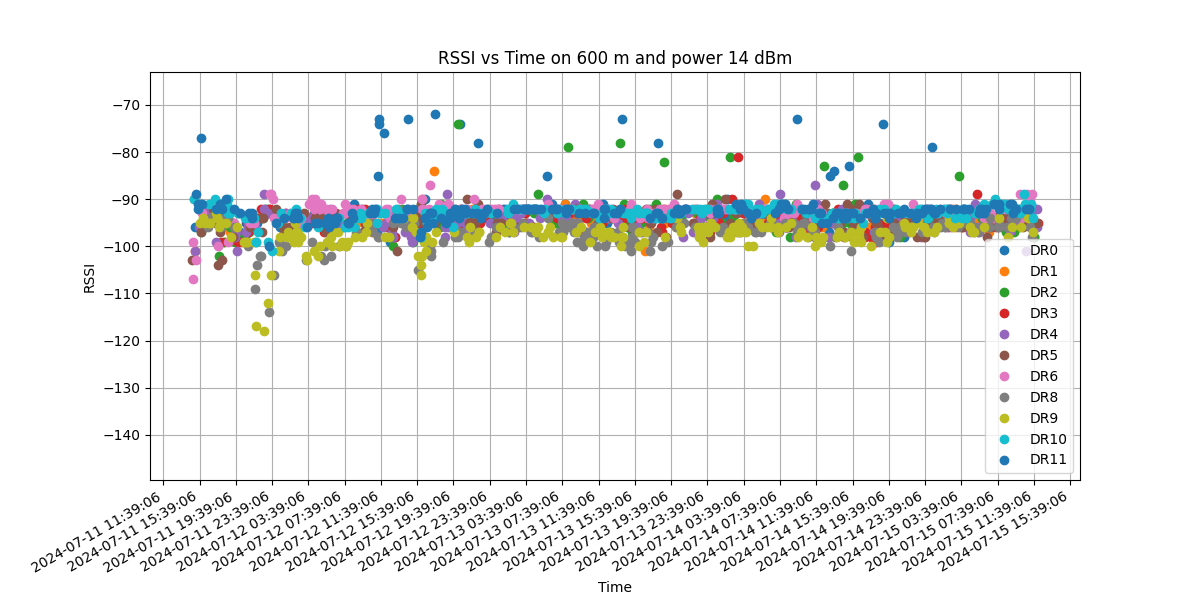 RSSI vs Time on 600 m and power 14 dBm
−70
−80
−90
−100
−110
−120
−130
−140
RSSI
DR0
DR1
DR2
DR3
DR4
DR5
DR6
DR8
DR9
DR10
DR11
2024-07-11 11:39:06
2024-07-11 15:39:06
2024-07-11 19:39:06
2024-07-11 23:39:06
2024-07-12 03:39:06
2024-07-12 07:39:06
2024-07-12 11:39:06
2024-07-12 15:39:06
2024-07-12 19:39:06
2024-07-12 23:39:06
2024-07-13 03:39:06
2024-07-13 07:39:06
2024-07-13 11:39:06
2024-07-13 15:39:06
2024-07-13 19:39:06
2024-07-13 23:39:06
2024-07-14 03:39:06
2024-07-14 07:39:06
2024-07-14 11:39:06
2024-07-14 15:39:06
2024-07-14 19:39:06
2024-07-14 23:39:06
2024-07-15 03:39:06
2024-07-15 07:39:06
2024-07-15 11:39:06
2024-07-15 15:39:06
Time